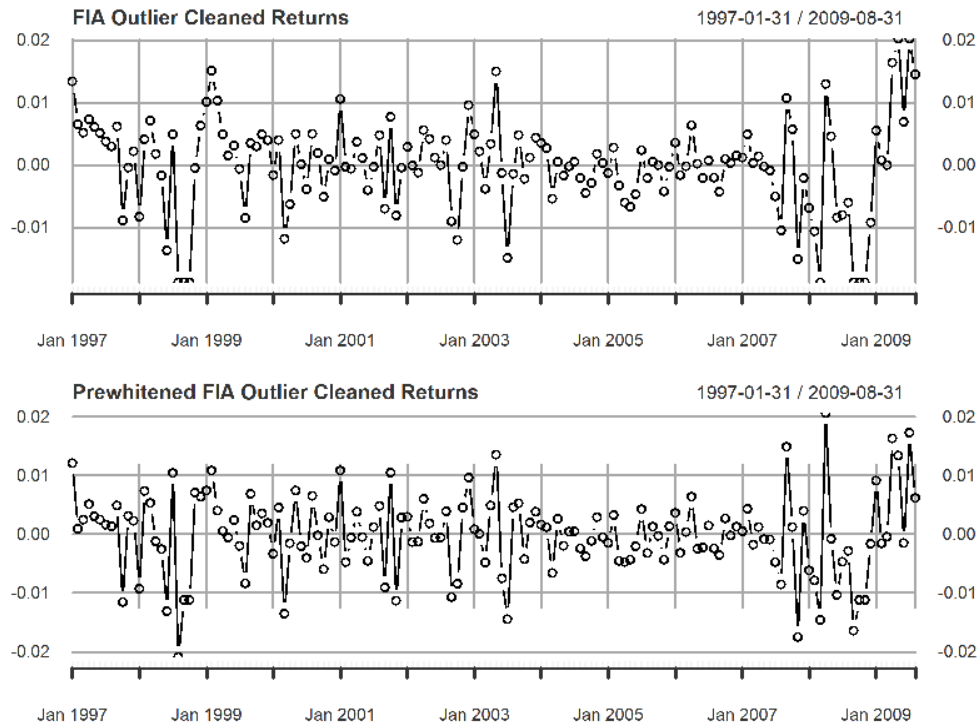 FIA Outlier Cleaned Returns 1997-01-31 / 2009-08-31
0.02 0.02
0.01 0.01
0.00 0.00
-0.01 -0.01
Jan 1997 Jan 1999 Jan 2001 Jan 2003 Jan 2005 Jan 2007 Jan 2009
Prewhitened FIA Outlier Cleaned Returns 1997-01-31 / 2009-08-31
0.02 0.02
0.01 0.01
0.00 0.00
-0.01 -0.01
-0.02 -0.02
Jan 1997 Jan 1999 Jan 2001 Jan 2003 Jan 2005 Jan 2007 Jan 2009